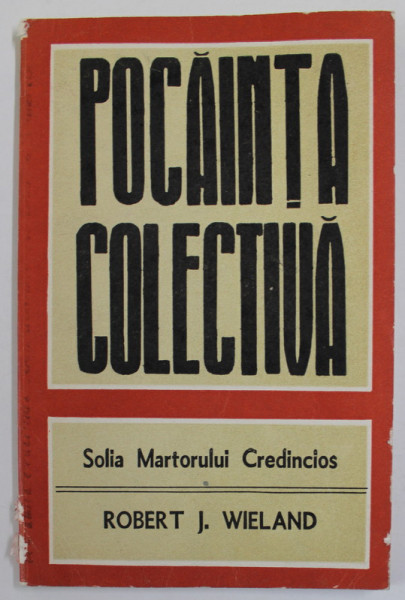 POCĂINȚA
COLECTIVĂ
Solia Martorului Credincios
ROBERT J. WIELAND